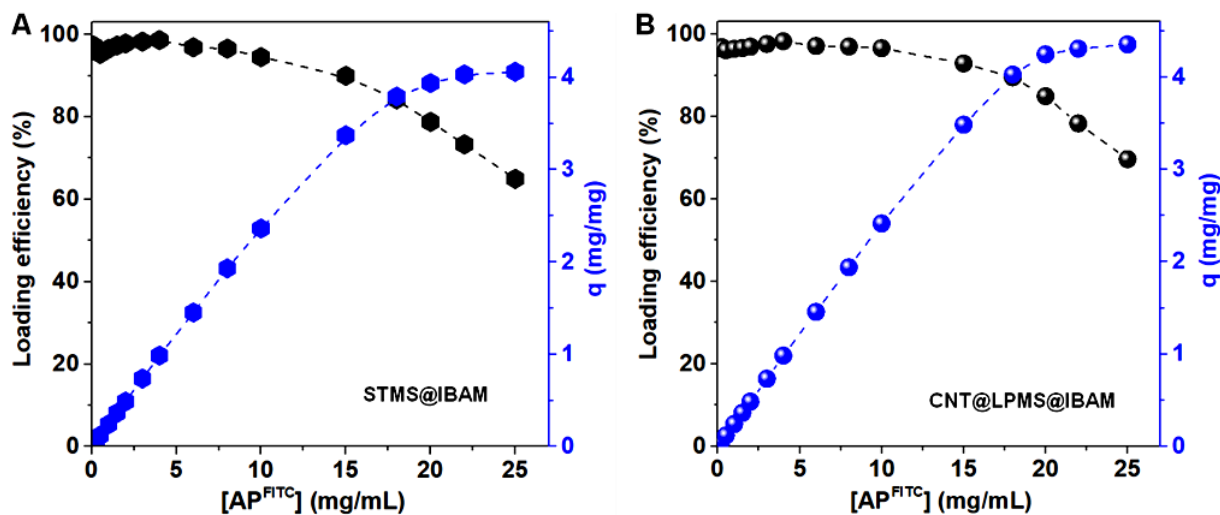 A
Loading efficiency (%)
100
80
60
40
20
0
0 5 10 15 20 25
[AP^FITC] (mg/mL)
4
3
2
1
0
q (mg/mg)
STMS@IBAM
B
Loading efficiency (%)
100
80
60
40
20
0
0 5 10 15 20 25
[AP^FITC] (mg/mL)
4
3
2
1
0
q (mg/mg)
CNT@LPMS@IBAM